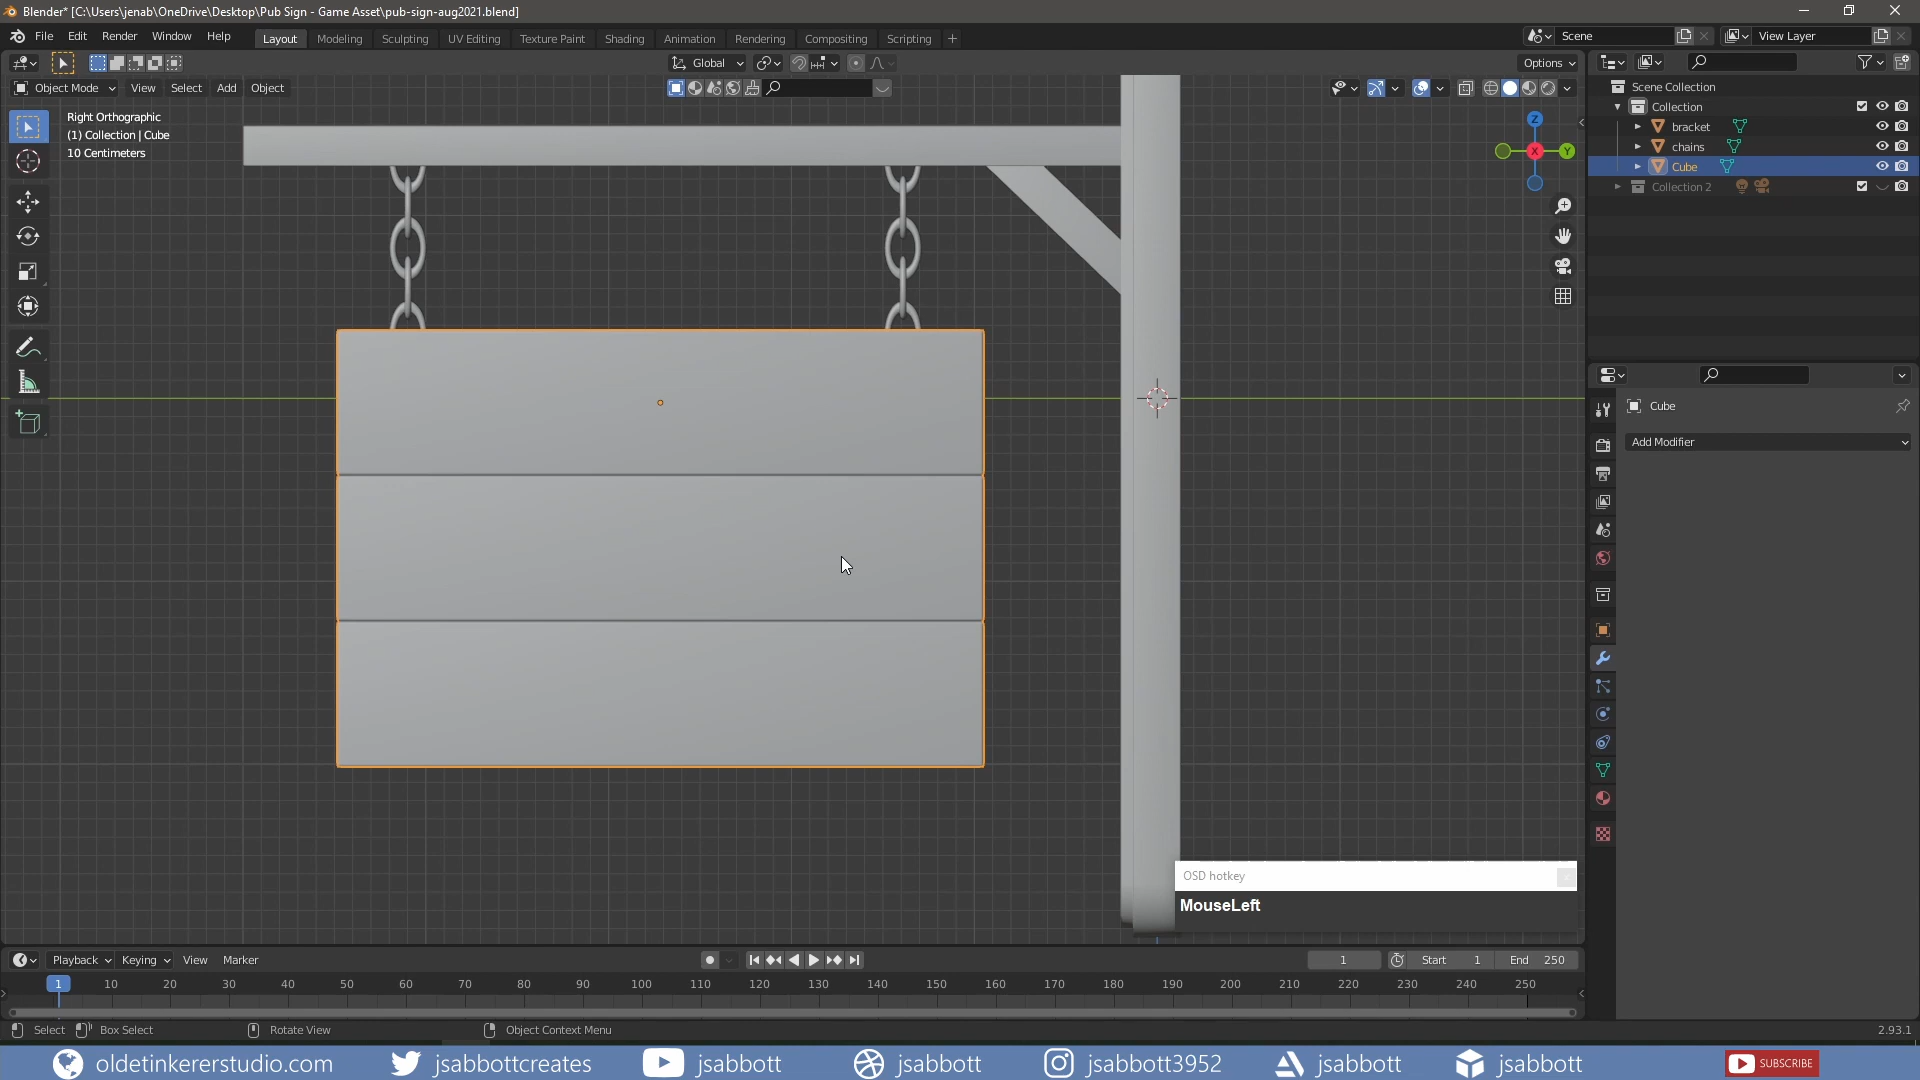 Blender* [C:\Users\jenab\OneDrive\Desktop\Pub Sign - Game Asset\pub-sign-aug2021.blend]
File Edit Render Window Help Layout Modeling Sculpting UV Editing Texture Paint Shading Animation Rendering Compositing Scripting + Scene View Layer
Global Options
Object Mode View Select Add Object
Right Orthographic
(1) Collection | Cube
10 Centimeters
Z
X
Y
Scene Collection
Collection
bracket
chains
Cube
Collection 2
Cube
Add Modifier
OSD hotkey
MouseLeft
Playback Keying View Marker 1 Start 1 End 250
1 10 20 30 40 50 60 70 80 90 100 110 120 130 140 150 160 170 180 190 200 210 220 230 240 250
Select Box Select Rotate View Object Context Menu 2.93.1
oldetinkererstudio.com jsabbottcreates jsabbott jsabbott jsabbott3952 jsabbott jsabbott SUBSCRIBE